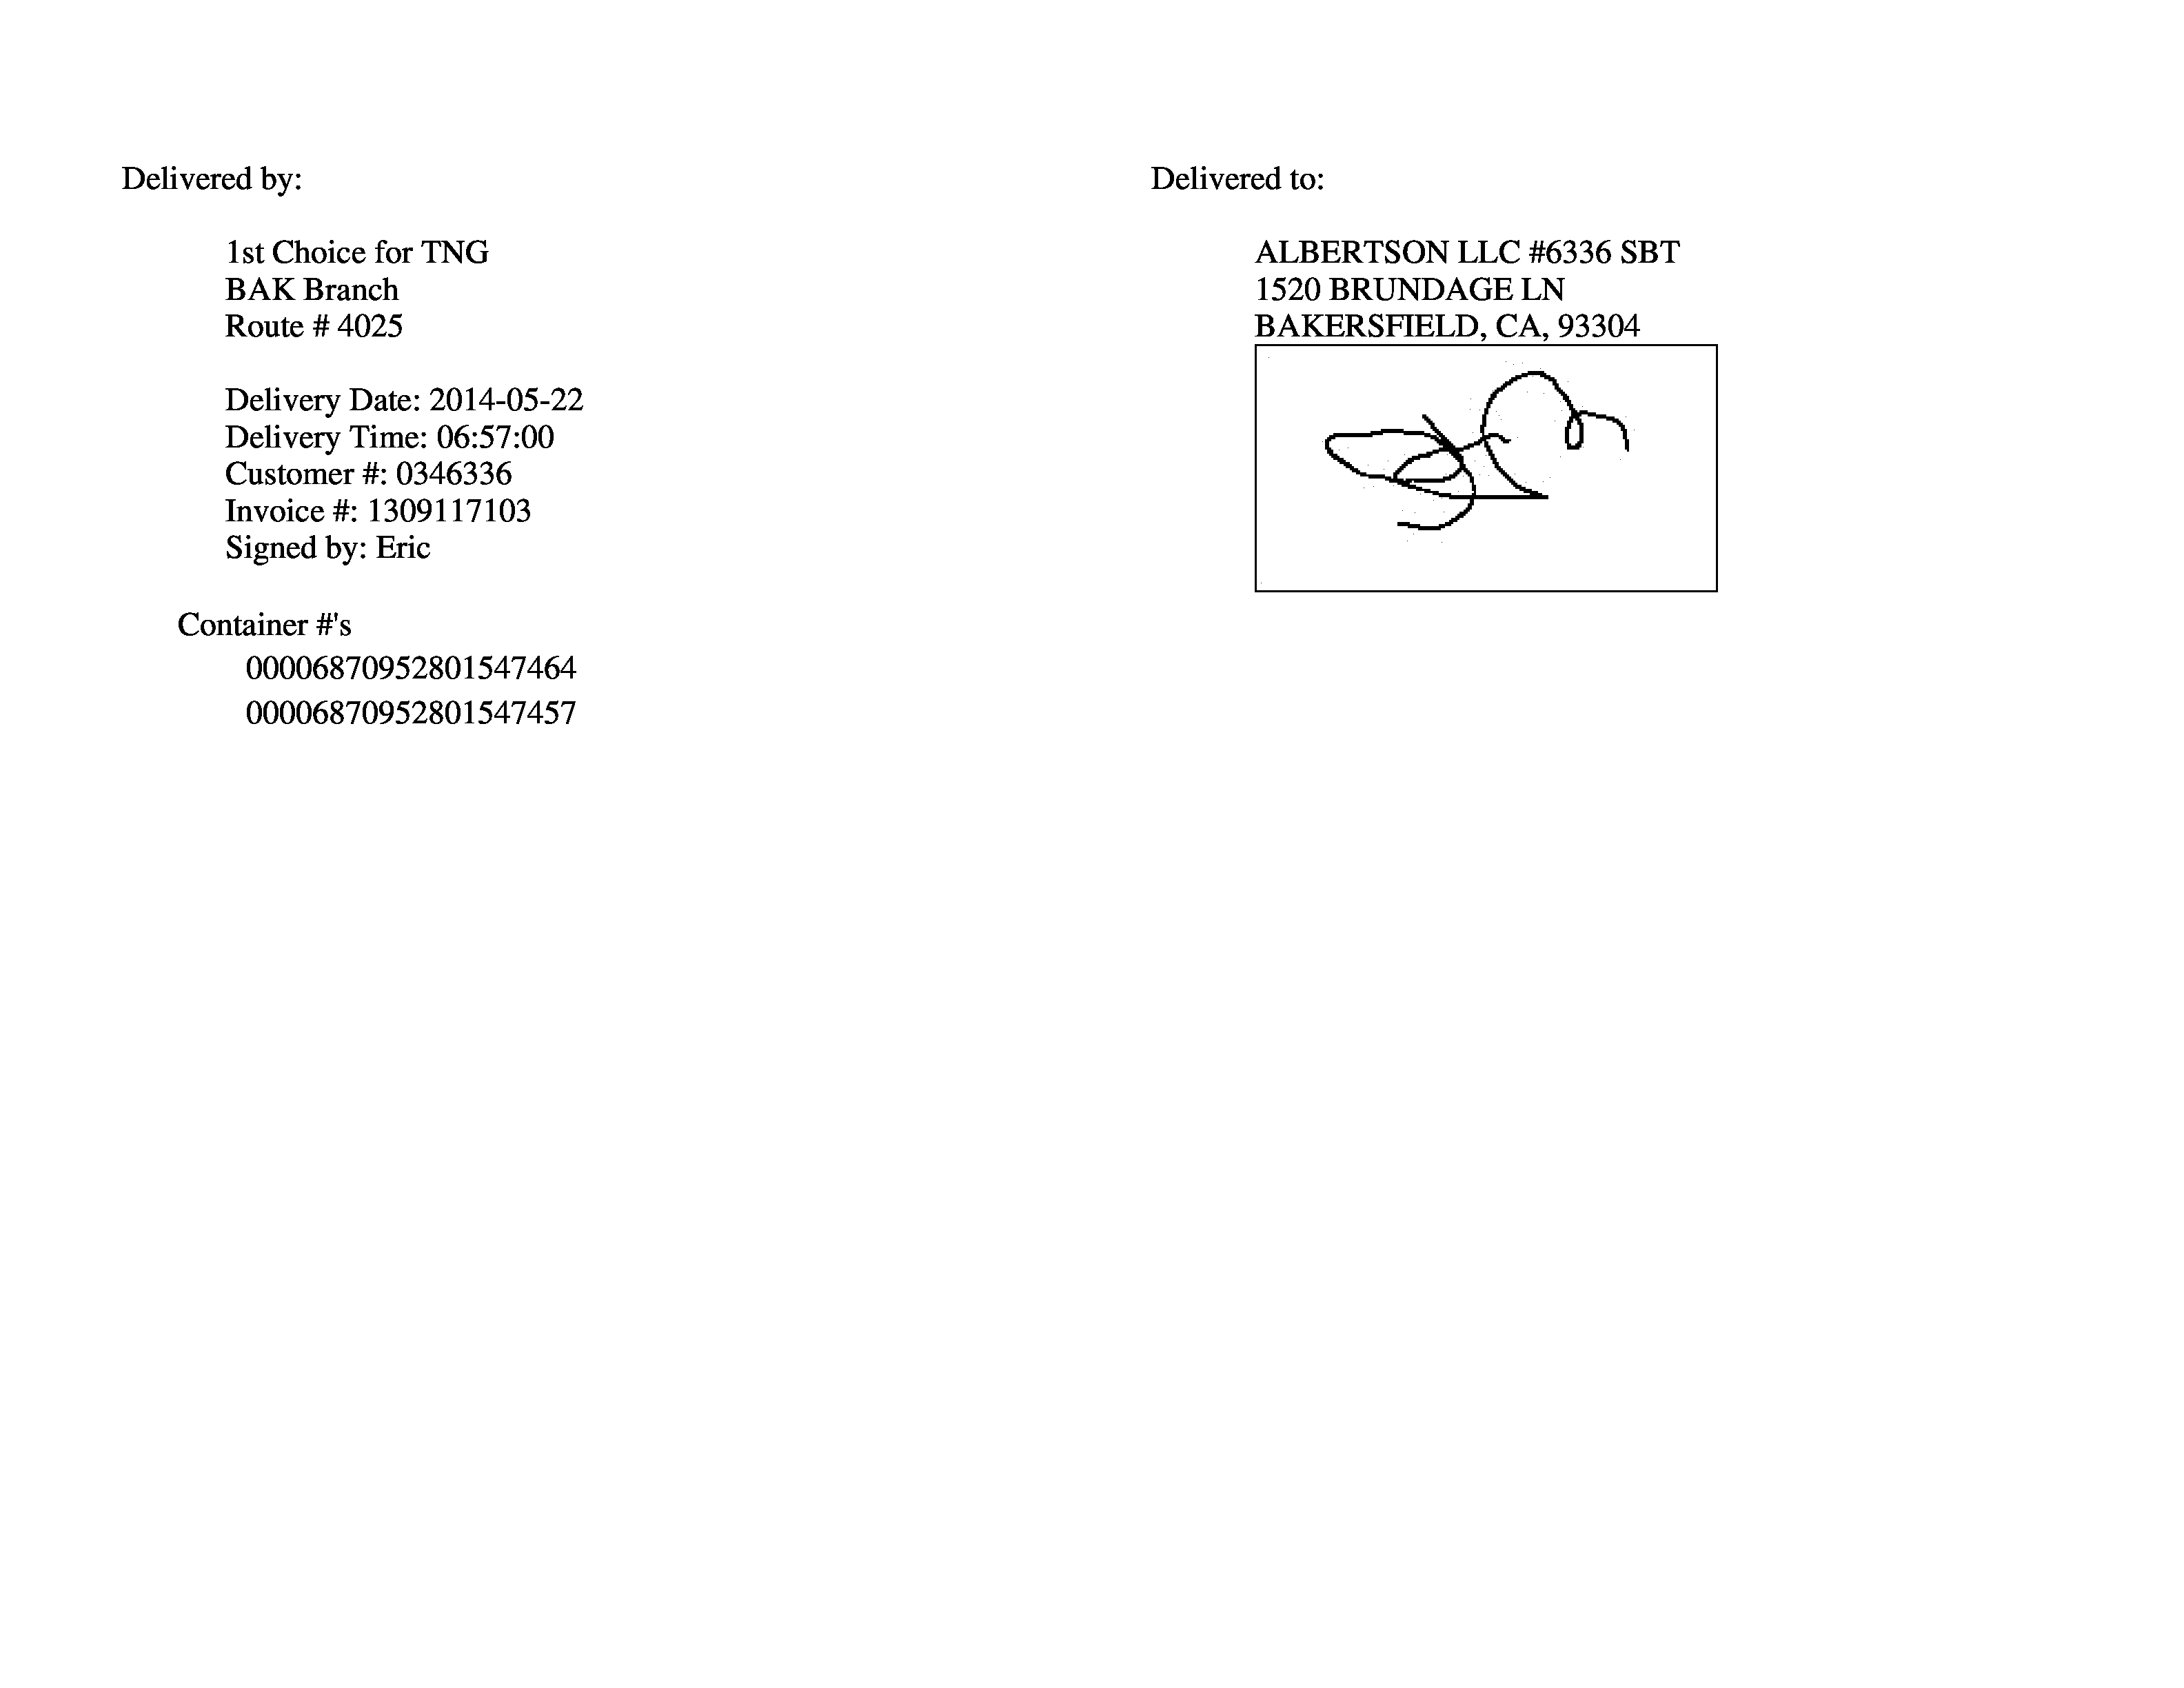 Delivered by:
1st Choice for TNG
BAK Branch
Route # 4025
Delivery Date: 2014-05-22
Delivery Time: 06:57:00
Customer #: 0346336
Invoice #: 1309117103
Signed by: Eric
Container #'s
00006870952801547464
00006870952801547457
Delivered to:
ALBERTSON LLC #6336 SBT
1520 BRUNDAGE LN
BAKERSFIELD, CA, 93304